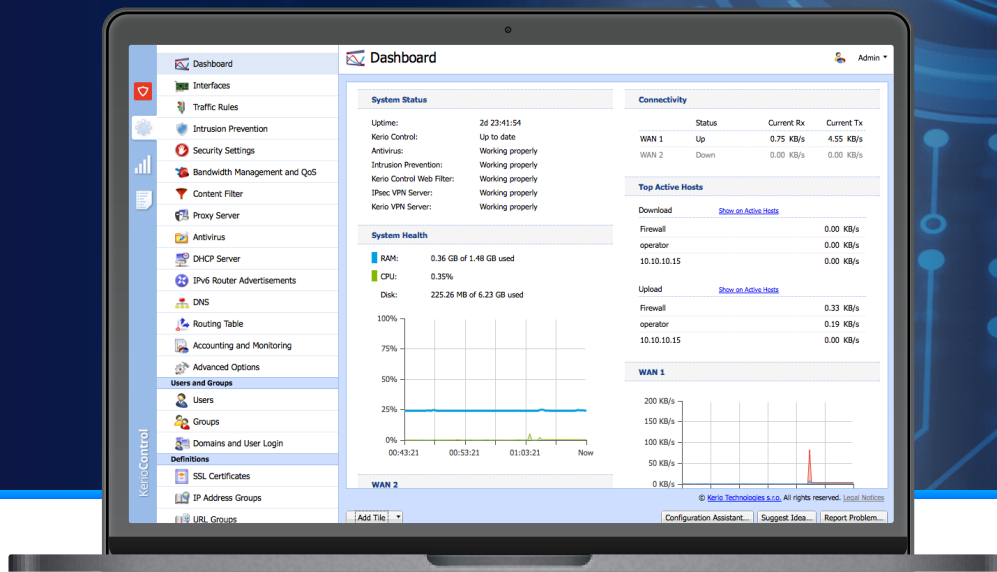 Dashboard
Interfaces
Traffic Rules
Intrusion Prevention
Security Settings
Bandwidth Management and QoS
Content Filter
Proxy Server
Antivirus
DHCP Server
IPv6 Router Advertisements
DNS
Routing Table
Accounting and Monitoring
Advanced Options
Users and Groups
Users
Groups
Domains and User Login
Definitions
SSL Certificates
IP Address Groups
URL Groups
KerioControl
Dashboard
Admin
System Status
Uptime: 2d 23:41:54
Kerio Control: Up to date
Antivirus: Working properly
Intrusion Prevention: Working properly
Kerio Control Web Filter: Working properly
IPsec VPN Server: Working properly
Kerio VPN Server: Working properly
System Health
RAM: 0.36 GB of 1.48 GB used
CPU: 0.35%
Disk: 225.26 MB of 6.23 GB used
100%
75%
50%
25%
0%
00:43:21 00:53:21 01:03:21 Now
WAN 2
Connectivity
Status Current Rx Current Tx
WAN 1 Up 0.75 KB/s 4.55 KB/s
WAN 2 Down 0.00 KB/s 0.00 KB/s
Top Active Hosts
Download Show on Active Hosts
Firewall 0.00 KB/s
operator 0.00 KB/s
10.10.10.15 0.00 KB/s
Upload Show on Active Hosts
Firewall 0.33 KB/s
operator 0.19 KB/s
10.10.10.15 0.00 KB/s
WAN 1
200 KB/s
150 KB/s
100 KB/s
50 KB/s
0 KB/s
© Kerio Technologies s.r.o. All rights reserved. Legal Notices
Add Tile
Configuration Assistant... Suggest Idea... Report Problem...